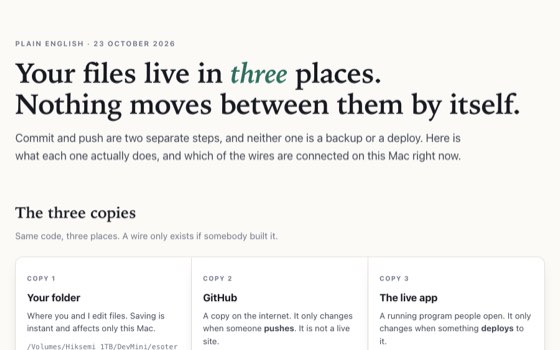 PLAIN ENGLISH · 23 OCTOBER 2026
Your files live in three places.
Nothing moves between them by itself.
Commit and push are two separate steps, and neither one is a backup or a deploy. Here is
what each one actually does, and which of the wires are connected on this Mac right now.
The three copies
Same code, three places. A wire only exists if somebody built it.
COPY 1
Your folder
Where you and I edit files. Saving is
instant and affects only this Mac.
/Volumes/Hiksemi 1TB/DevMini/esoter
COPY 2
GitHub
A copy on the internet. It only changes
when someone pushes. It is not a live
site.
COPY 3
The live app
A running program people open. It only
changes when something deploys to
it.